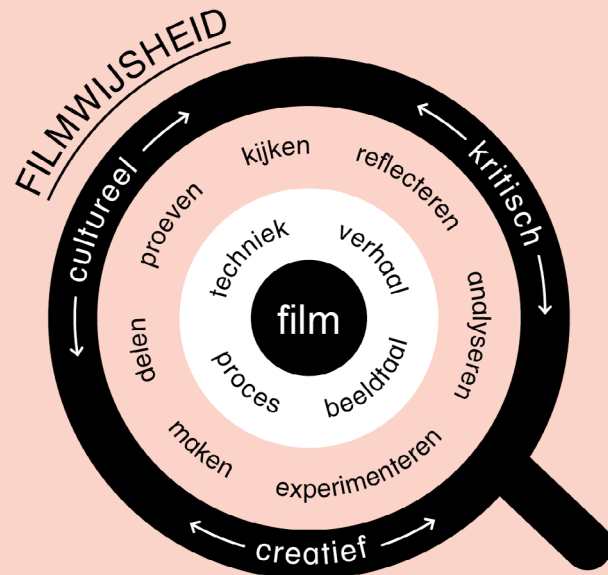 FILMWIJSHEID
cultureel
kritisch
creatief
kijken
reflecteren
analyseren
experimenteren
maken
delen
proeven
techniek
verhaal
beeldtaal
proces
film